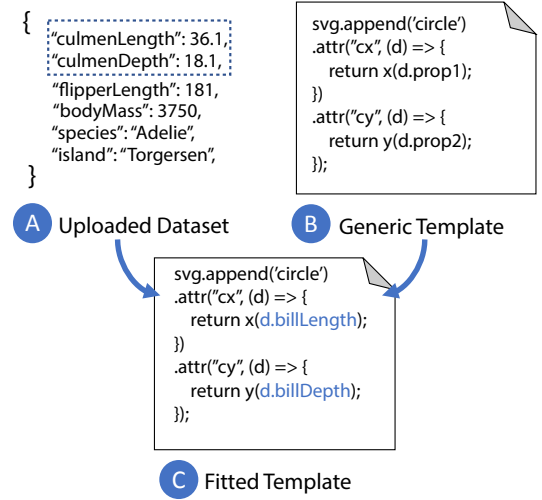 {
“culmenLength”: 36.1,
“culmenDepth”: 18.1,
“flipperLength”: 181,
“bodyMass”: 3750,
“species”: “Adelie”,
“island”: “Torgersen”,
}
A Uploaded Dataset
svg.append(’circle’)
.attr(”cx”, (d) => {
return x(d.prop1);
})
.attr(”cy”, (d) => {
return y(d.prop2);
});
B Generic Template
svg.append(’circle’)
.attr(”cx”, (d) => {
return x(d.billLength);
})
.attr(”cy”, (d) => {
return y(d.billDepth);
});
C Fitted Template